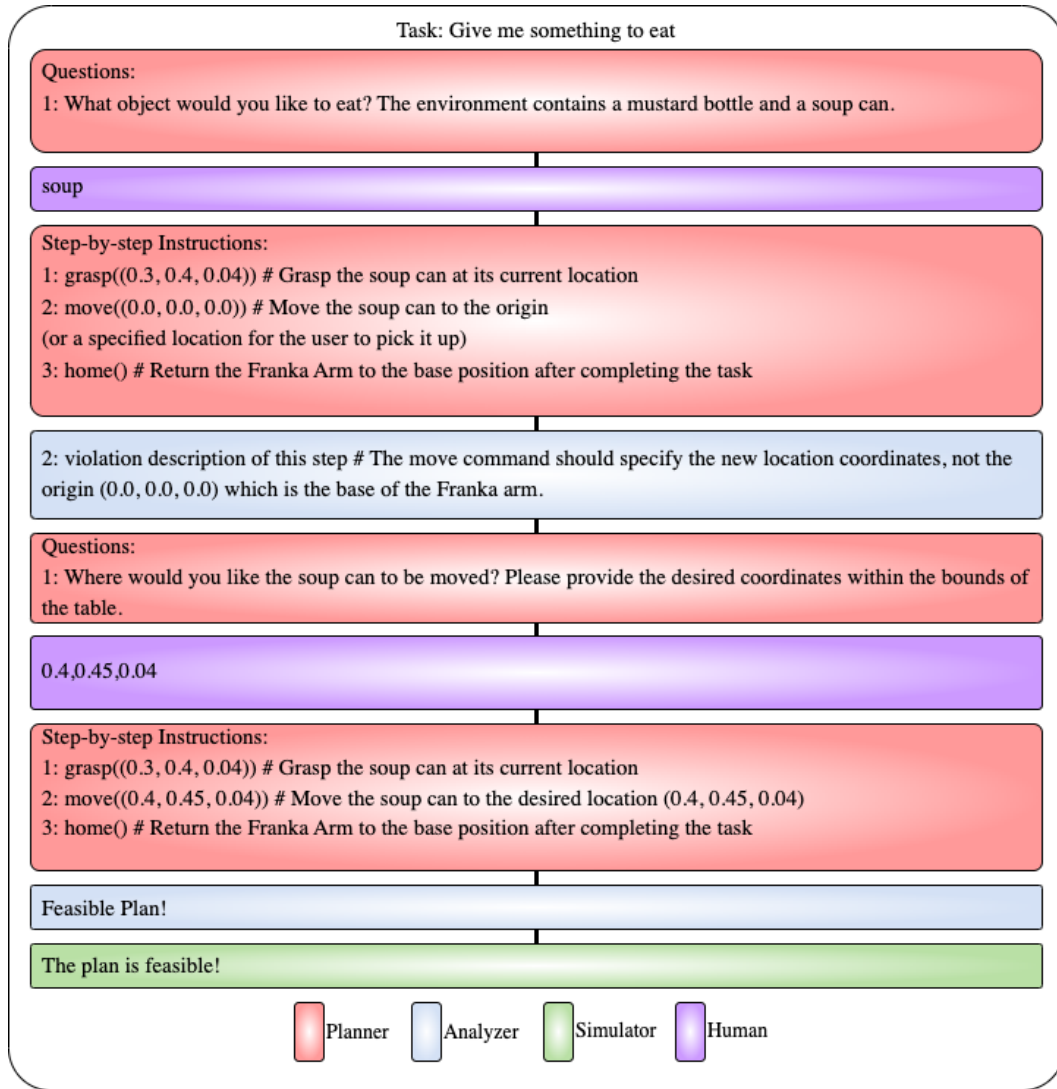 Task: Give me something to eat
Questions:
1: What object would you like to eat? The environment contains a mustard bottle and a soup can.
soup
Step-by-step Instructions:
1: grasp((0.3, 0.4, 0.04)) # Grasp the soup can at its current location
2: move((0.0, 0.0, 0.0)) # Move the soup can to the origin
(or a specified location for the user to pick it up)
3: home() # Return the Franka Arm to the base position after completing the task
2: violation description of this step # The move command should specify the new location coordinates, not the
origin (0.0, 0.0, 0.0) which is the base of the Franka arm.
Questions:
1: Where would you like the soup can to be moved? Please provide the desired coordinates within the bounds of
the table.
0.4,0.45,0.04
Step-by-step Instructions:
1: grasp((0.3, 0.4, 0.04)) # Grasp the soup can at its current location
2: move((0.4, 0.45, 0.04)) # Move the soup can to the desired location (0.4, 0.45, 0.04)
3: home() # Return the Franka Arm to the base position after completing the task
Feasible Plan!
The plan is feasible!
Planner Analyzer Simulator Human